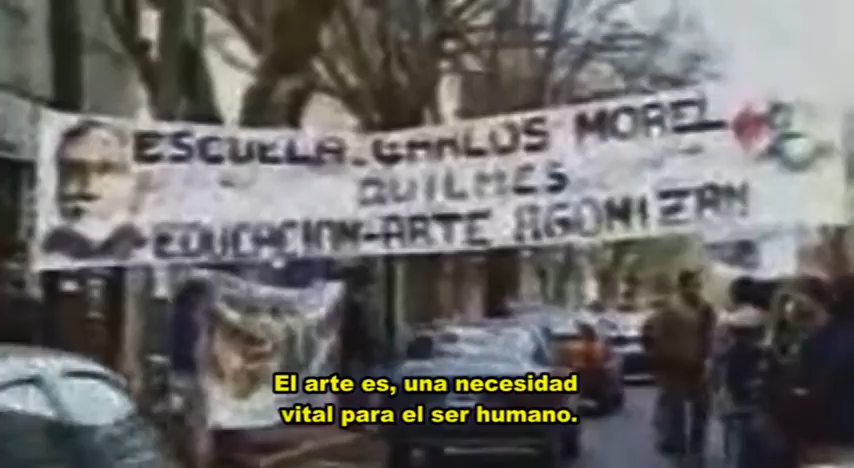 ESCUELA CARLOS MOREL
QUILMES
EDUCACION-ARTE AGONIZAN
El arte es, una necesidad
vital para el ser humano.